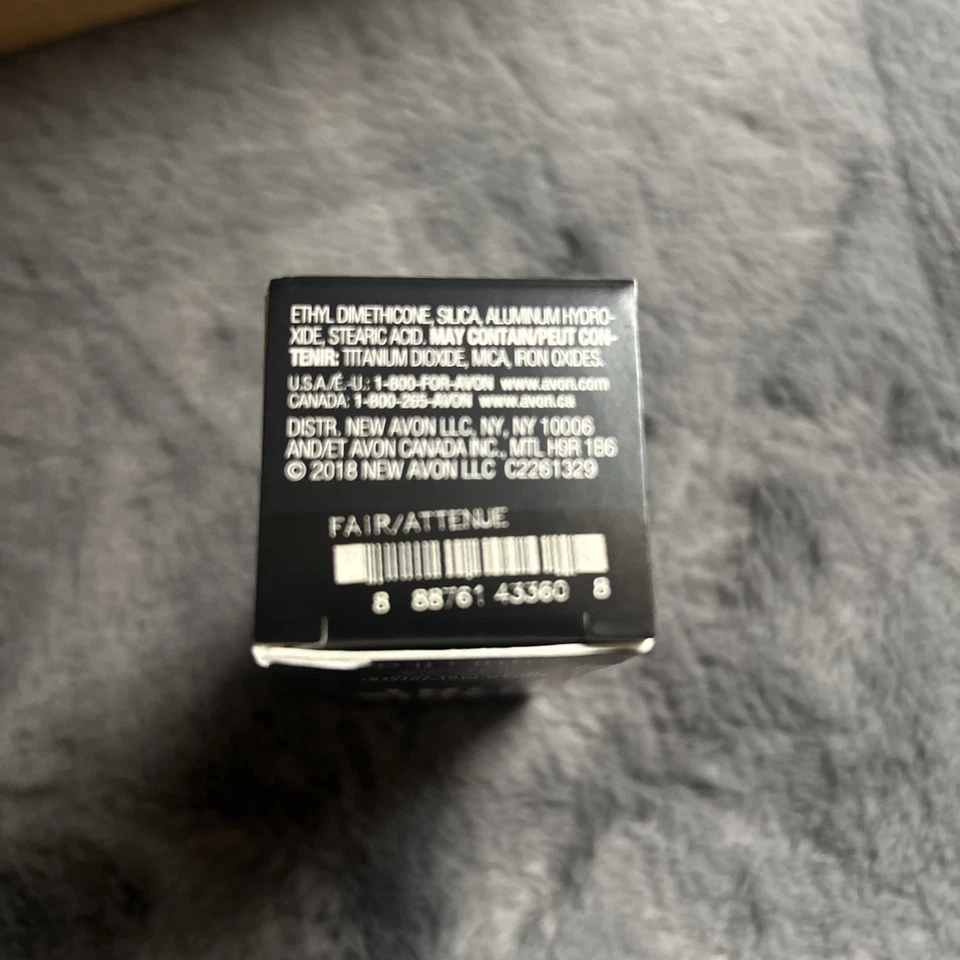 ETHYL DIMETHICONE, SILICA, ALUMINUM HYDRO-
XIDE, STEARIC ACID. MAY CONTAIN/PEUT CON-
TENIR: TITANIUM DIOXIDE, MICA, IRON OXIDES.
U.S.A./É.-U.: 1-800-FOR-AVON www.avon.com
CANADA: 1-800-265-AVON www.avon.ca
DISTR. NEW AVON LLC, NY, NY 10006
AND/ET AVON CANADA INC., MTL H9R 1B6
© 2018 NEW AVON LLC C2261329
FAIR/ATTENUE
8 88761 43360 8